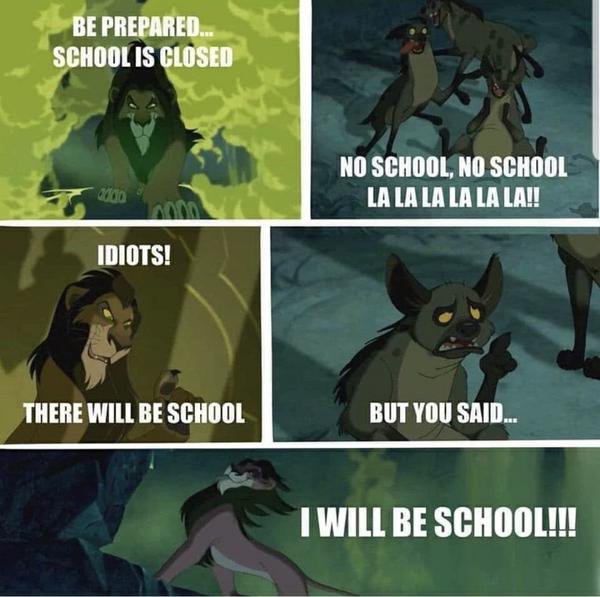 BE PREPARED...
SCHOOL IS CLOSED
NO SCHOOL, NO SCHOOL
LA LA LA LA LA LA!!
IDIOTS!
THERE WILL BE SCHOOL
BUT YOU SAID...
I WILL BE SCHOOL!!!